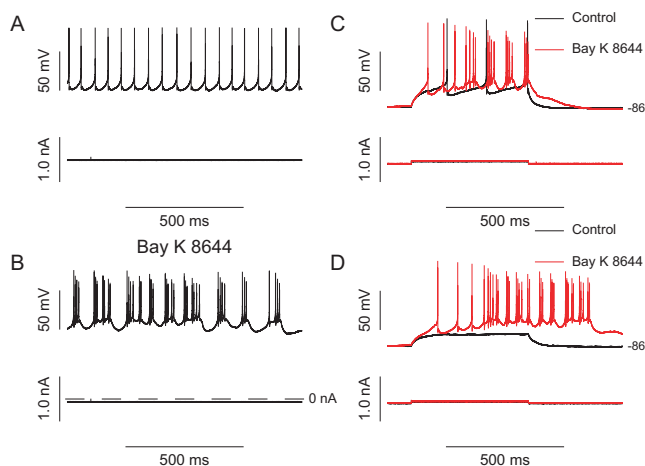 A
50 mV
1.0 nA
500 ms
C
Control
Bay K 8644
50 mV
-86
1.0 nA
500 ms
Bay K 8644
B
50 mV
1.0 nA
0 nA
500 ms
Control
Bay K 8644
D
50 mV
-86
1.0 nA
500 ms